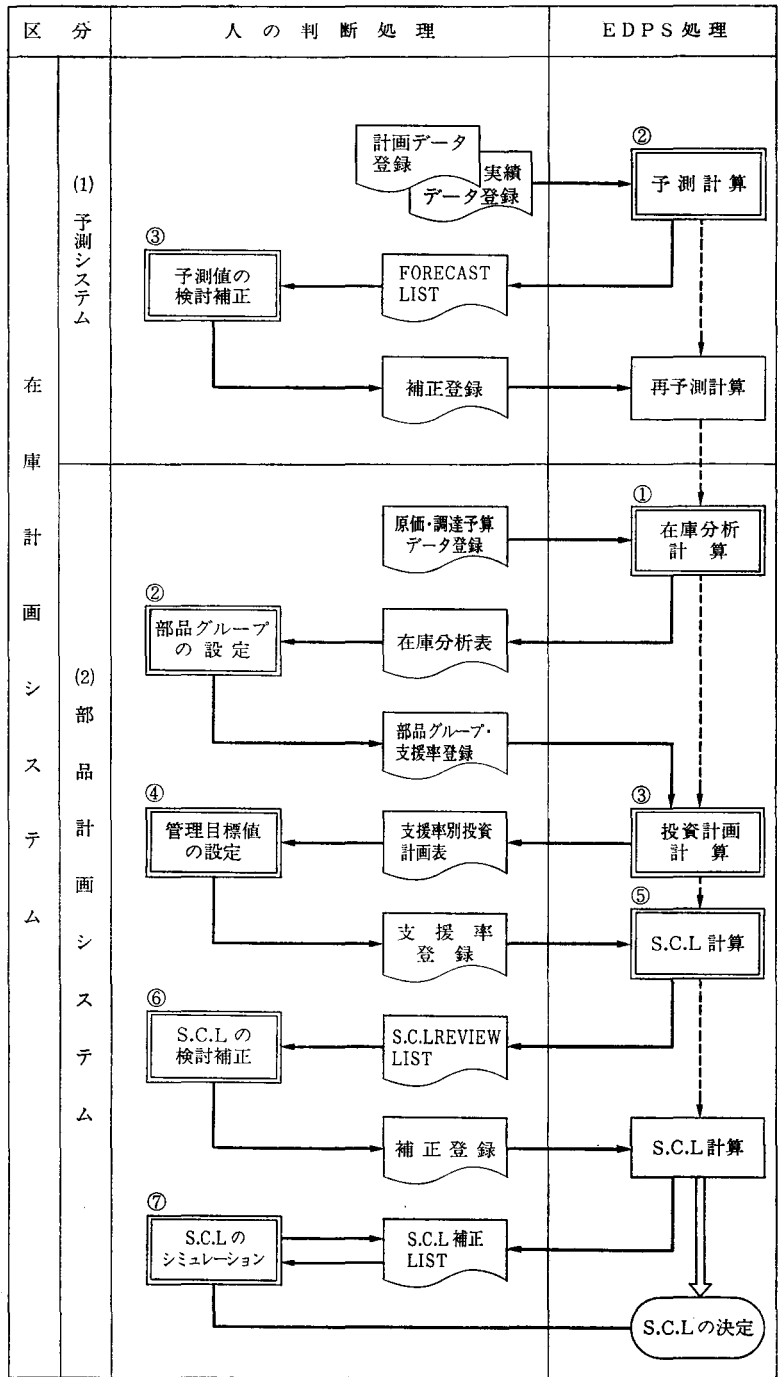 区分
人の判断処理
EDPS処理
在庫計画システム
(1)予測システム
計画データ
登録
実績
データ登録
②
予測計算
③
予測値の
検討補正
FORECAST
LIST
補正登録
再予測計算
(2)部品計画システム
原価・調達予算
データ登録
①
在庫分析
計算
②
部品グループ
の設定
在庫分析表
部品グループ・
支援率登録
④
管理目標値
の設定
支援率別投資
計画表
③
投資計画
計算
支援率
登録
⑤
S.C.L計算
⑥
S.C.Lの
検討補正
S.C.LREVIEW
LIST
補正登録
S.C.L計算
⑦
S.C.Lの
シミュレーション
S.C.L補正
LIST
S.C.Lの決定